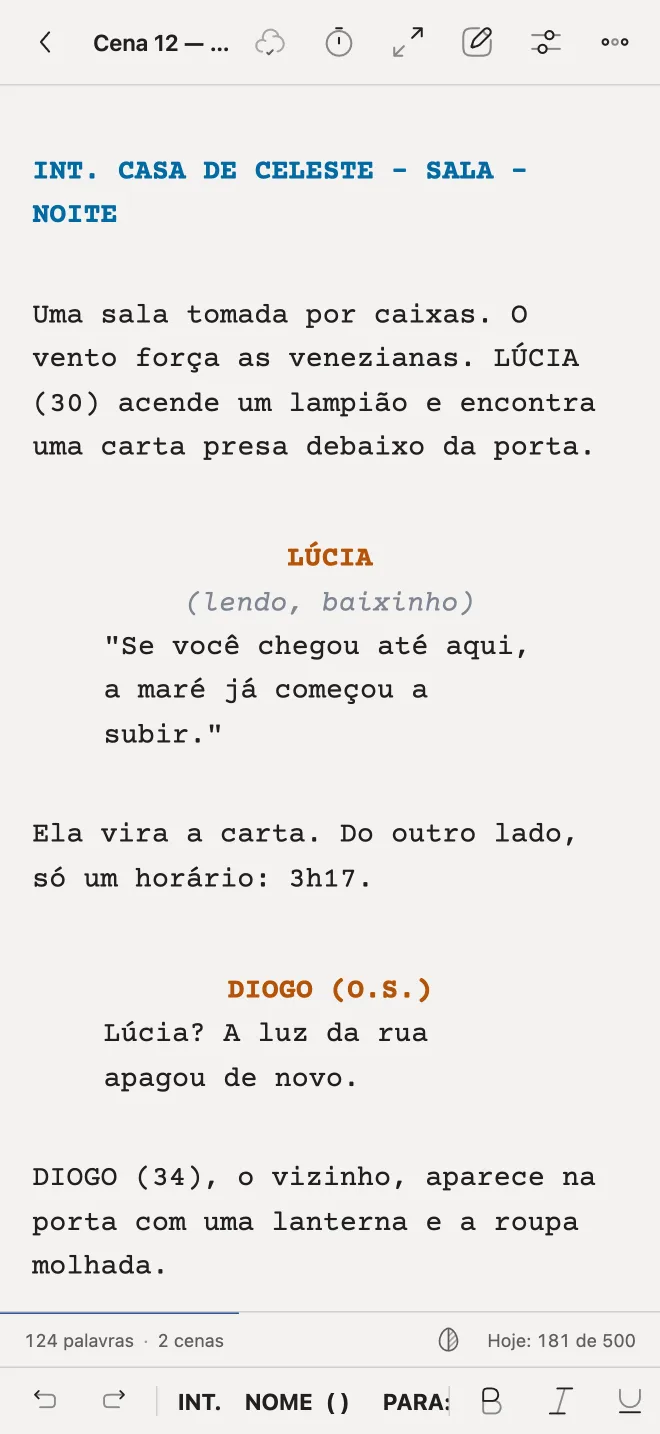 Cena 12 — ...
INT. CASA DE CELESTE - SALA -
NOITE
Uma sala tomada por caixas. O
vento força as venezianas. LÚCIA
(30) acende um lampião e encontra
uma carta presa debaixo da porta.
LÚCIA
(lendo, baixinho)
"Se você chegou até aqui,
a maré já começou a
subir."
Ela vira a carta. Do outro lado,
só um horário: 3h17.
DIOGO (O.S.)
Lúcia? A luz da rua
apagou de novo.
DIOGO (34), o vizinho, aparece na
porta com uma lanterna e a roupa
molhada.
124 palavras · 2 cenas Hoje: 181 de 500
INT. NOME () PARA: B I U